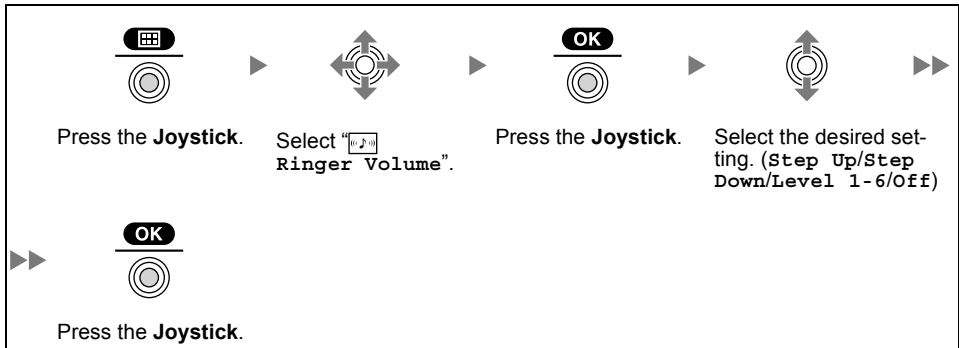 OK
Press the Joystick.
Select “
Ringer Volume”.
Press the Joystick.
Select the desired set-
ting. (Step Up/Step
Down/Level 1-6/Off)
OK
Press the Joystick.